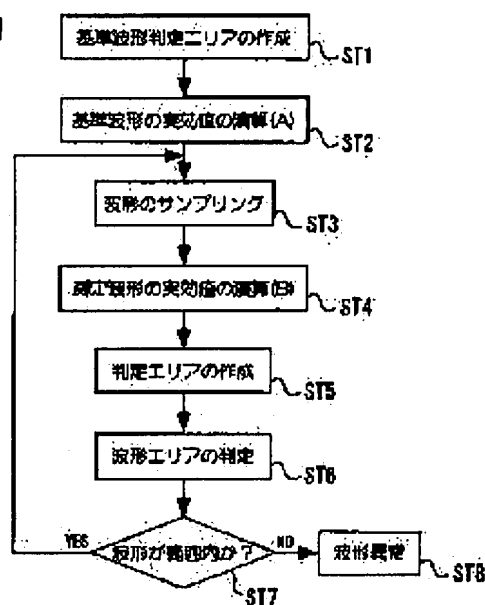 基準波形判定エリアの作成
ST1
基準波形の実効値の演算(A)
ST2
波形のサンプリング
ST3
波形の実効値の演算(B)
ST4
判定エリアの作成
ST5
波形エリアの判定
ST6
YES
波形が範囲内か?
NO
ST7
波形異常
ST8